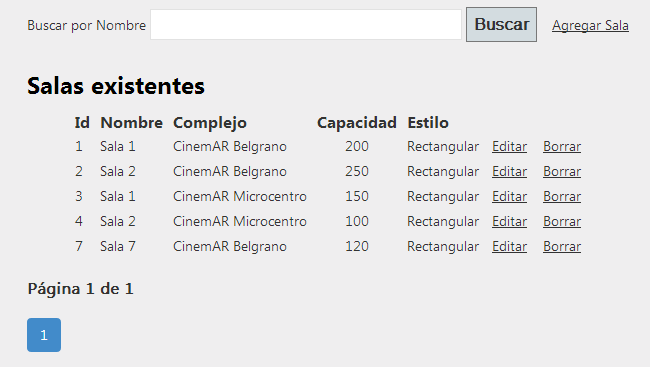 Buscar por Nombre Buscar Agregar Sala
Salas existentes
Id Nombre Complejo Capacidad Estilo
1 Sala 1 CinemAR Belgrano 200 Rectangular Editar Borrar
2 Sala 2 CinemAR Belgrano 250 Rectangular Editar Borrar
3 Sala 1 CinemAR Microcentro 150 Rectangular Editar Borrar
4 Sala 2 CinemAR Microcentro 100 Rectangular Editar Borrar
7 Sala 7 CinemAR Belgrano 120 Rectangular Editar Borrar
Página 1 de 1
1